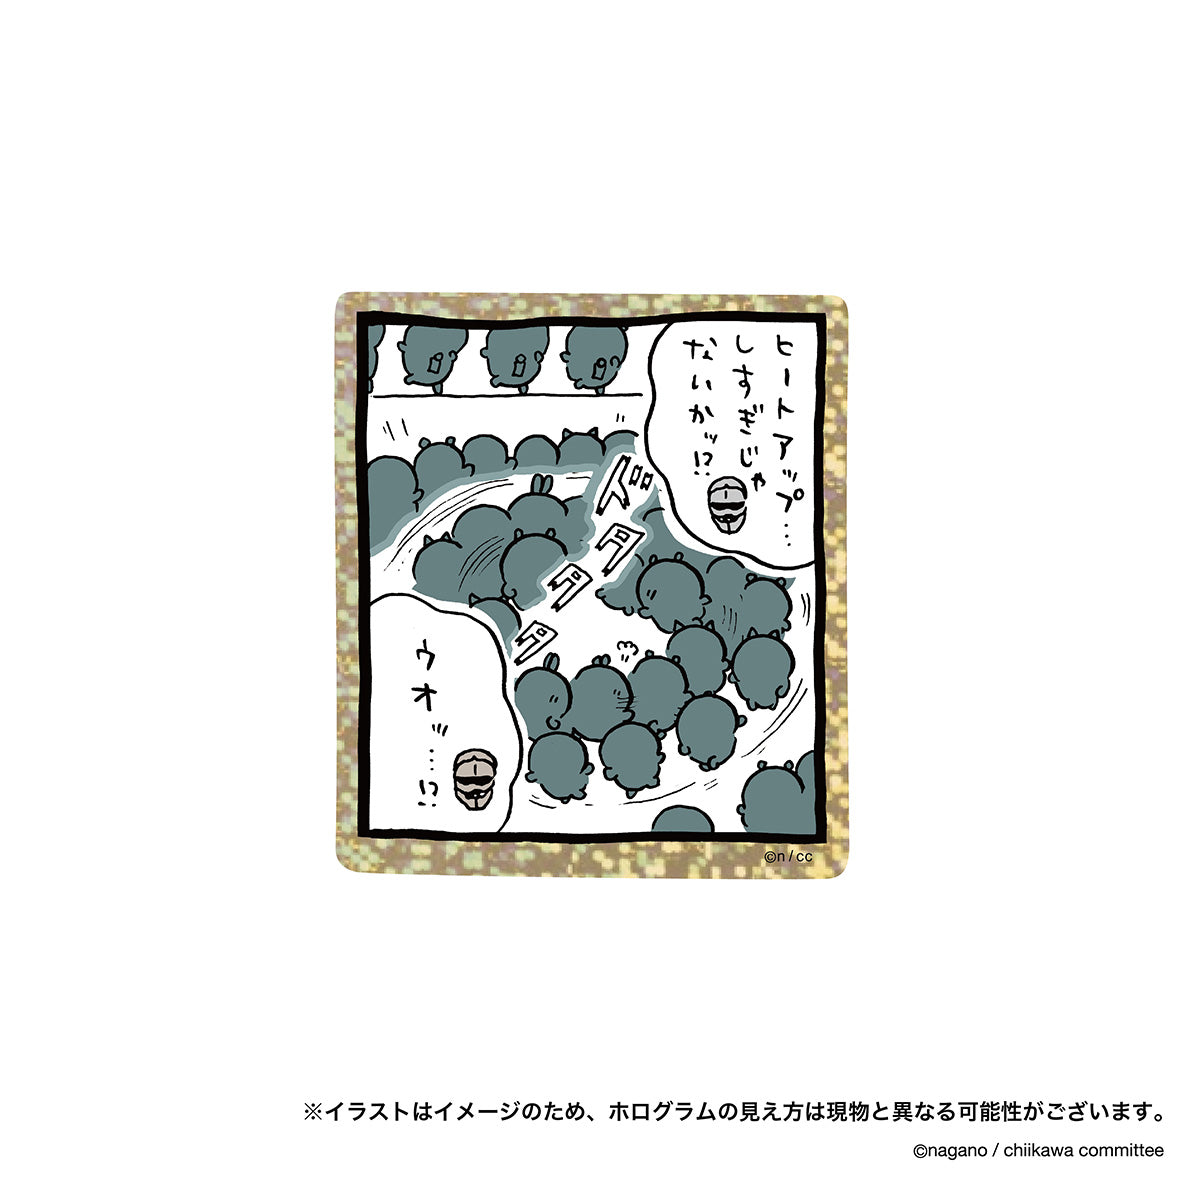 ヒートアップ…
しすぎじゃ
ないかッ!?
ズダダダ
ウオッ…!?
©n / cc
※イラストはイメージのため、ホログラムの見え方は現物と異なる可能性がございます。
©nagano / chiikawa committee